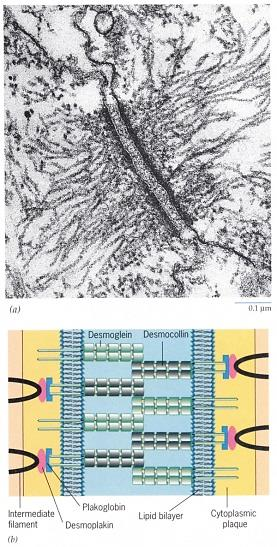 (a)
0.1 μm
Desmoglein
Desmocollin
Intermediate
filament
Desmoplakin
Plakoglobin
Lipid bilayer
Cytoplasmic
plaque
(b)